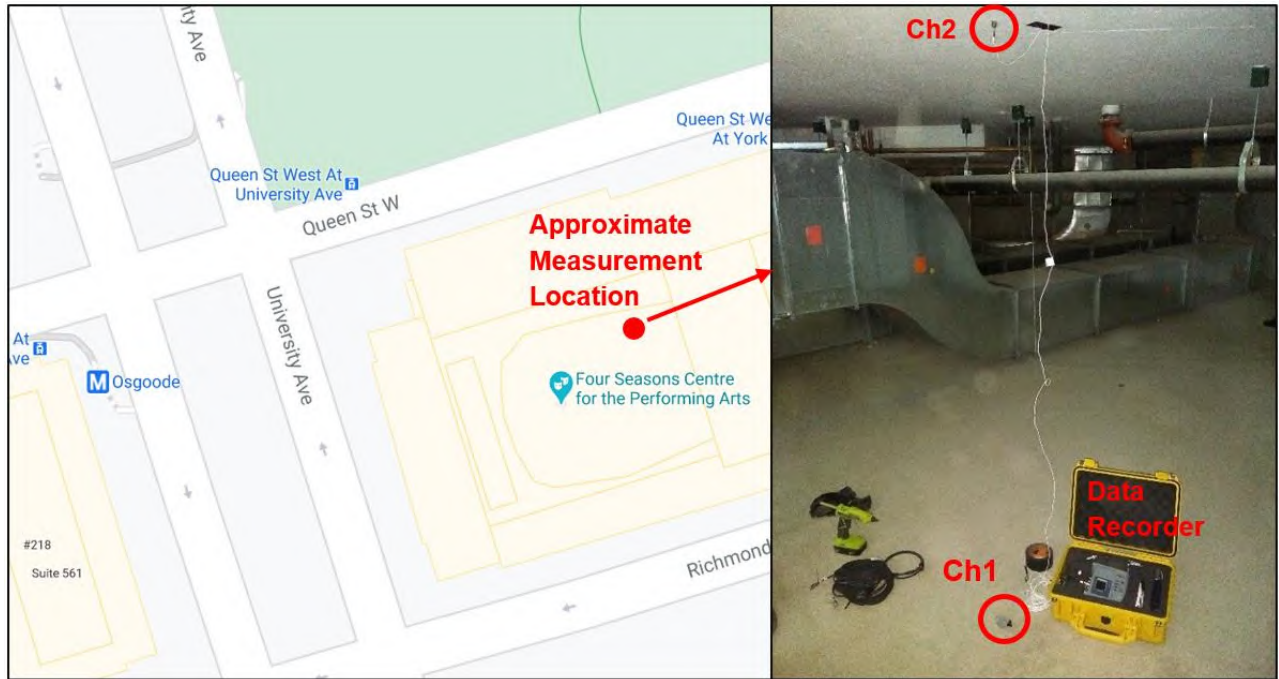 nty Ave
Queen St We
At York
Queen St West At
University Ave
Queen St W
Approximate
Measurement
Location
University Ave
At
ve
M Osgoode
Four Seasons Centre
for the Performing Arts
#218
Suite 561
Richmond
Ch2
Data
Recorder
Ch1